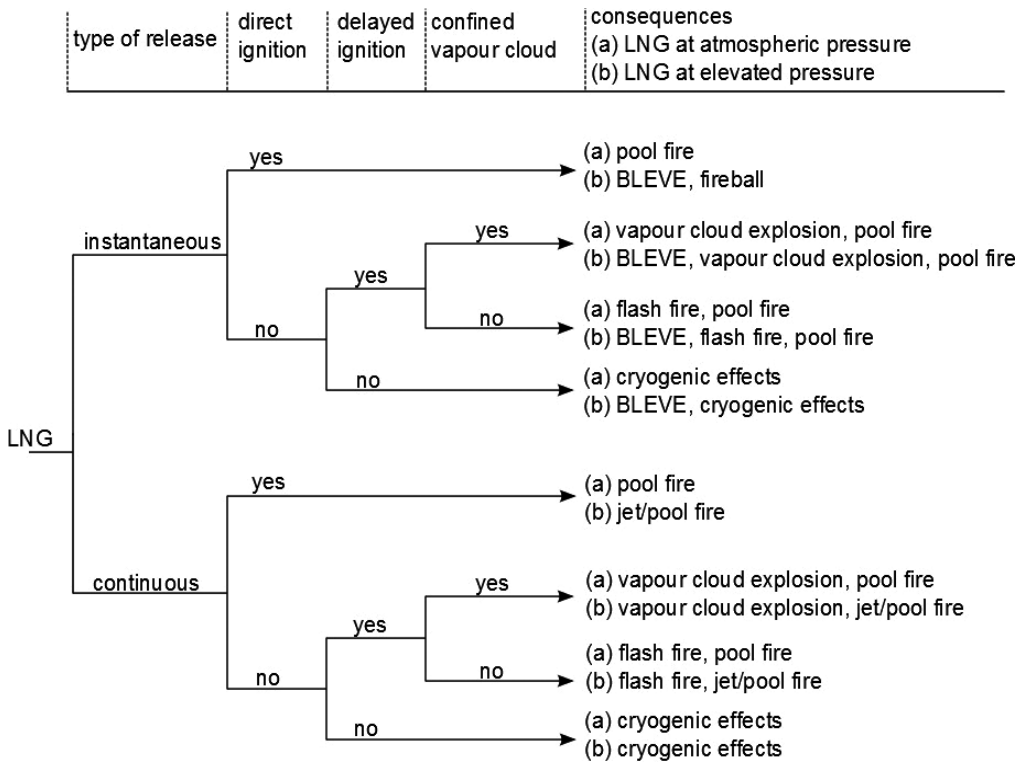 type of release
direct
ignition
delayed
ignition
confined
vapour cloud
consequences
(a) LNG at atmospheric pressure
(b) LNG at elevated pressure
yes
(a) pool fire
(b) BLEVE, fireball
instantaneous
yes
(a) vapour cloud explosion, pool fire
(b) BLEVE, vapour cloud explosion, pool fire
yes
no
no
(a) flash fire, pool fire
(b) BLEVE, flash fire, pool fire
no
(a) cryogenic effects
(b) BLEVE, cryogenic effects
LNG
yes
(a) pool fire
(b) jet/pool fire
continuous
yes
(a) vapour cloud explosion, pool fire
(b) vapour cloud explosion, jet/pool fire
yes
no
no
(a) flash fire, pool fire
(b) flash fire, jet/pool fire
no
(a) cryogenic effects
(b) cryogenic effects